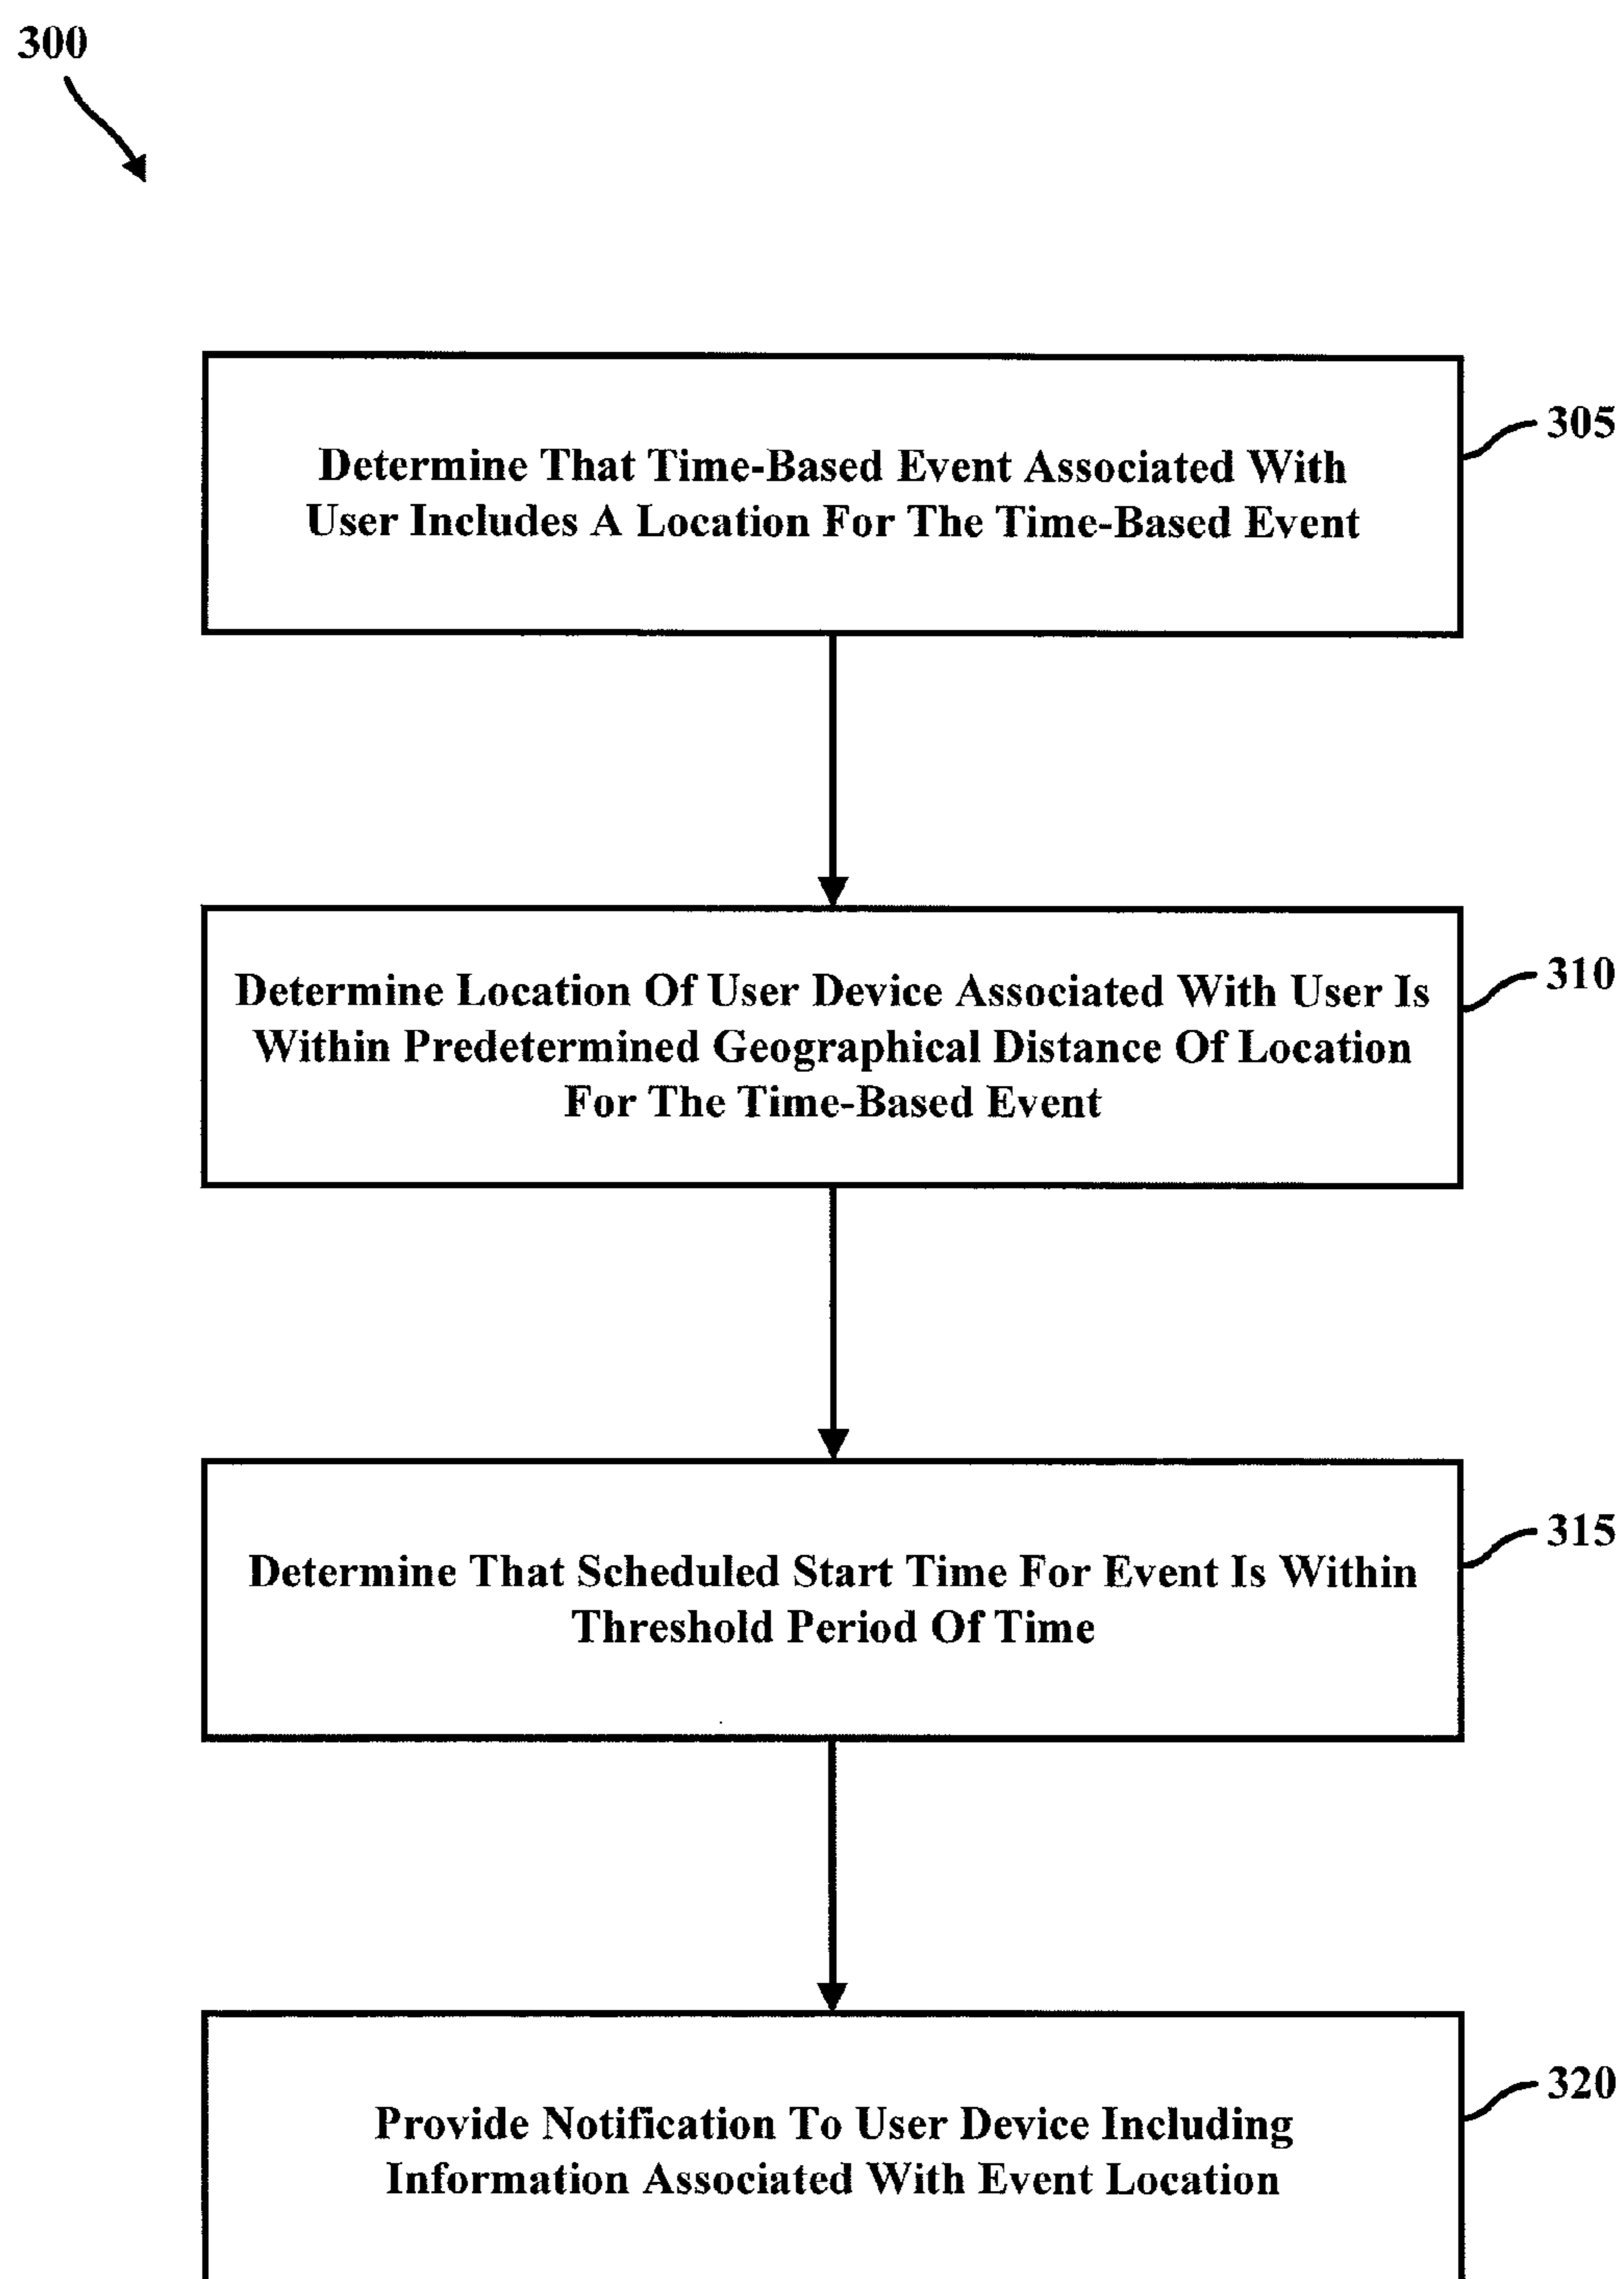 300
Determine That Time-Based Event Associated With
User Includes A Location For The Time-Based Event
305
Determine Location Of User Device Associated With User Is
Within Predetermined Geographical Distance Of Location
For The Time-Based Event
310
Determine That Scheduled Start Time For Event Is Within
Threshold Period Of Time
315
Provide Notification To User Device Including
Information Associated With Event Location
320